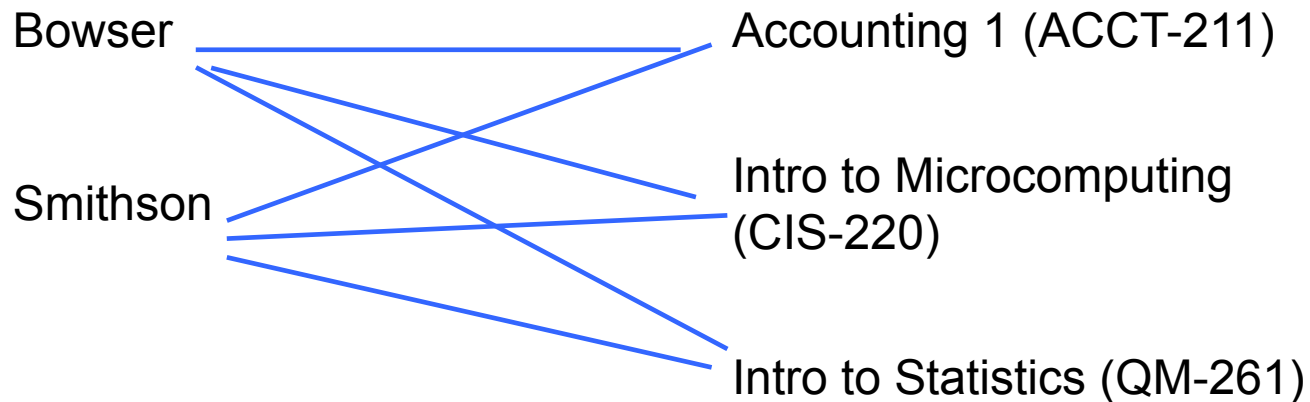 Bowser
Accounting 1 (ACCT-211)
Smithson
Intro to Microcomputing
(CIS-220)
Intro to Statistics (QM-261)